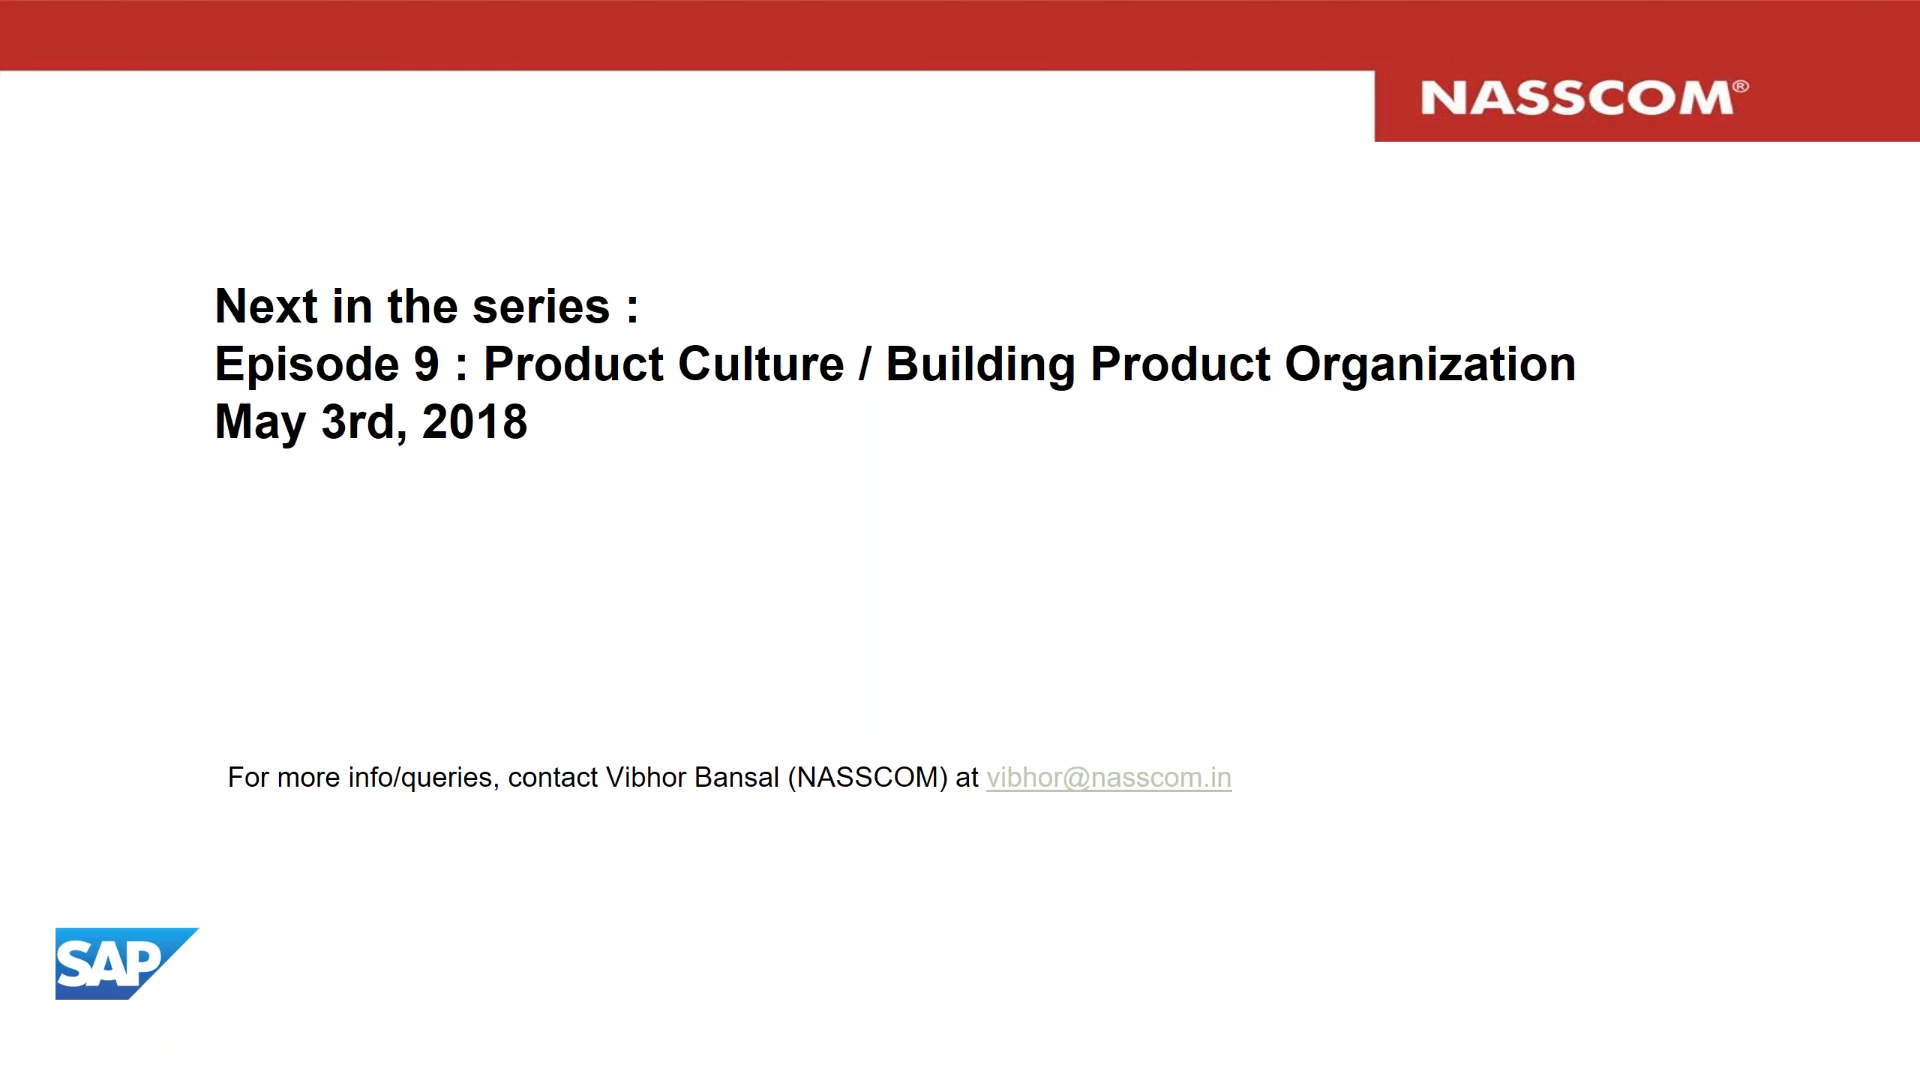 NASSCOM®
Next in the series :
Episode 9 : Product Culture / Building Product Organization
May 3rd, 2018
For more info/queries, contact Vibhor Bansal (NASSCOM) at vibhor@nasscom.in
SAP